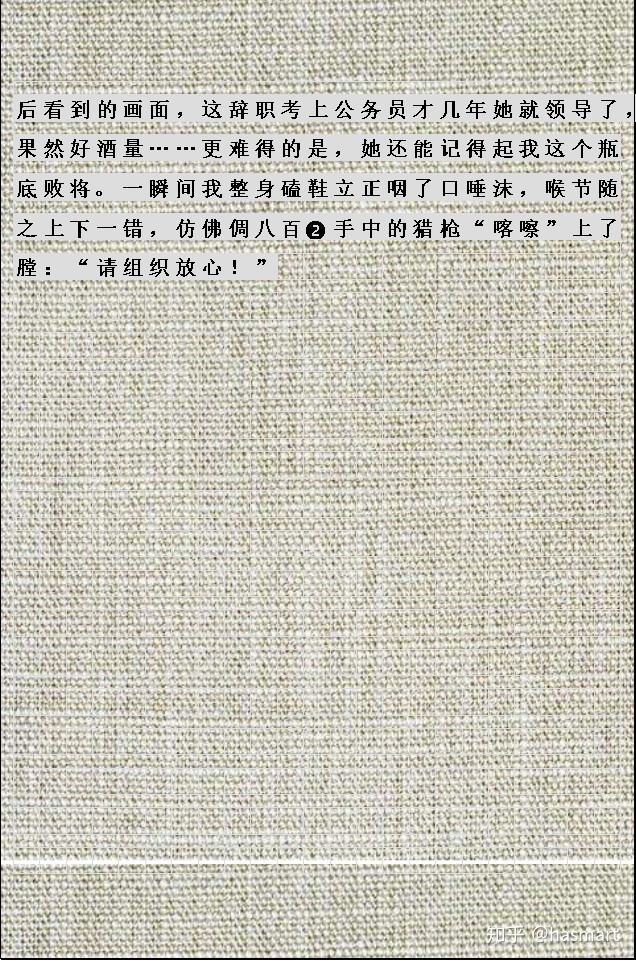 后看到的画面，这辞职考上公务员才几年她就领导了，
果然好酒量……更难得的是，她还能记得起我这个瓶
底败将。一瞬间我整身磕鞋立正咽了口唾沫，喉节随
之上下一错，仿佛倜八百❷手中的猎枪“喀嚓”上了
膛：“请组织放心！”
知乎 @hasmart